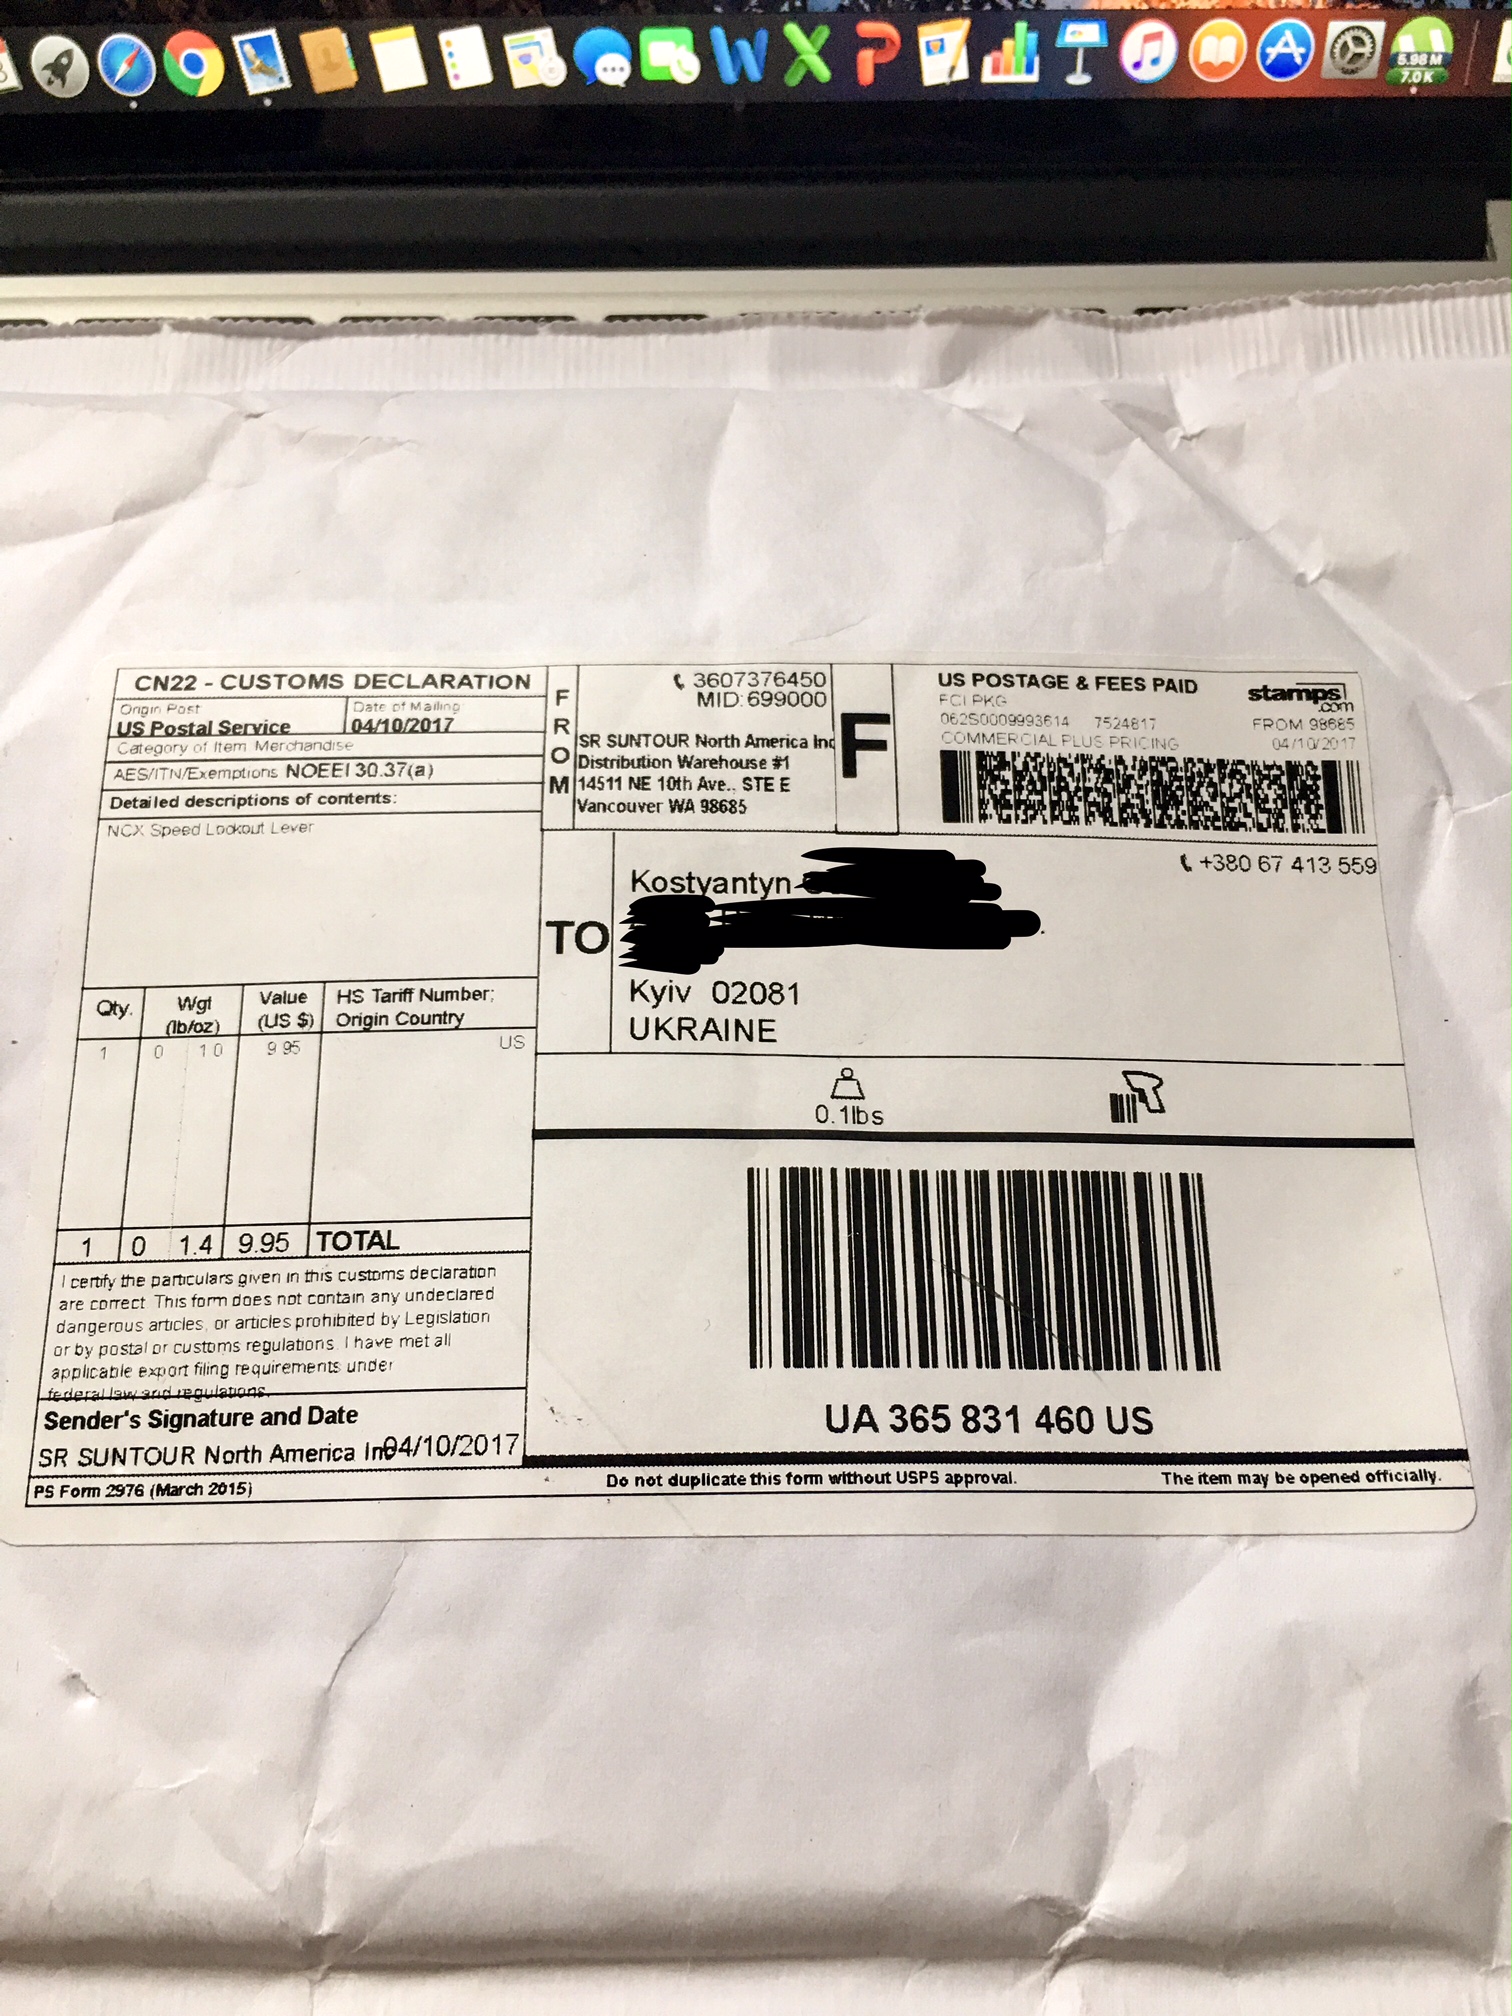 5.98 M
7.0 K
CN22 - CUSTOMS DECLARATION
Origin Post
Date of Mailing
US Postal Service
04/10/2017
Category of Item Merchandise
AES/ITN/Exemptions NOEEI 30.37(a)
Detailed descriptions of contents:
NCX Speed Lockout Lever
Qty.
Wgt
(lb/oz)
Value
(US $)
HS Tariff Number;
Origin Country
1 0 1 0 9 95 US
1 0 1.4 9.95 TOTAL
I certify the particulars given in this customs declaration
are correct. This form does not contain any undeclared
dangerous articles, or articles prohibited by Legislation
or by postal or customs regulations. I have met all
applicable export filing requirements under
federal law and regulations.
Sender's Signature and Date
SR SUNTOUR North America Inc 04/10/2017
PS Form 2976 (March 2015)
FROM
3607376450
MID:699000
SR SUNTOUR North America Inc
Distribution Warehouse #1
14511 NE 10th Ave.. STE E
Vancouver WA 98685
F
US POSTAGE & FEES PAID
FCI PKG
062S0009993614 7524817
COMMERCIAL PLUS PRICING
stamps
.com
FROM 98685
04/10/2017
TO
Kostyantyn
+380 67 413 559
Kyiv 02081
UKRAINE
0.1lbs
UA 365 831 460 US
Do not duplicate this form without USPS approval.
The item may be opened officially.